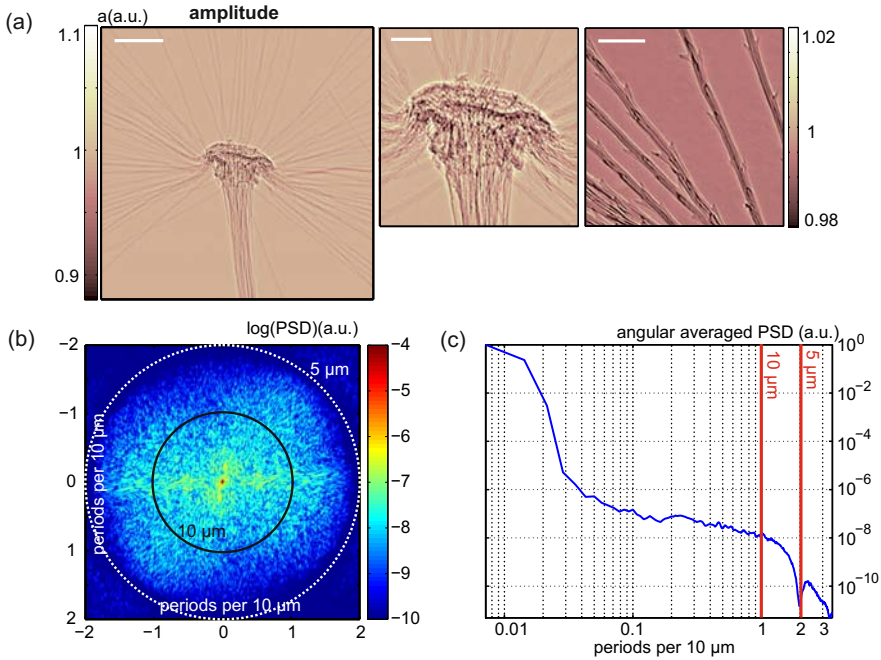 (a)
a(a.u.)
amplitude
1.1
1
0.9
1.02
1
0.98
(b)
log(PSD)(a.u.)
−2
−1
0
1
2
periods per 10 µm
5 µm
10 µm
periods per 10 µm
−2
−1
0
1
2
−4
−5
−6
−7
−8
−9
−10
(c)
angular averaged PSD (a.u.)
10 µm
5 µm
10^0
10^−2
10^−4
10^−6
10^−8
10^−10
0.01
0.1
1
2
3
periods per 10 µm